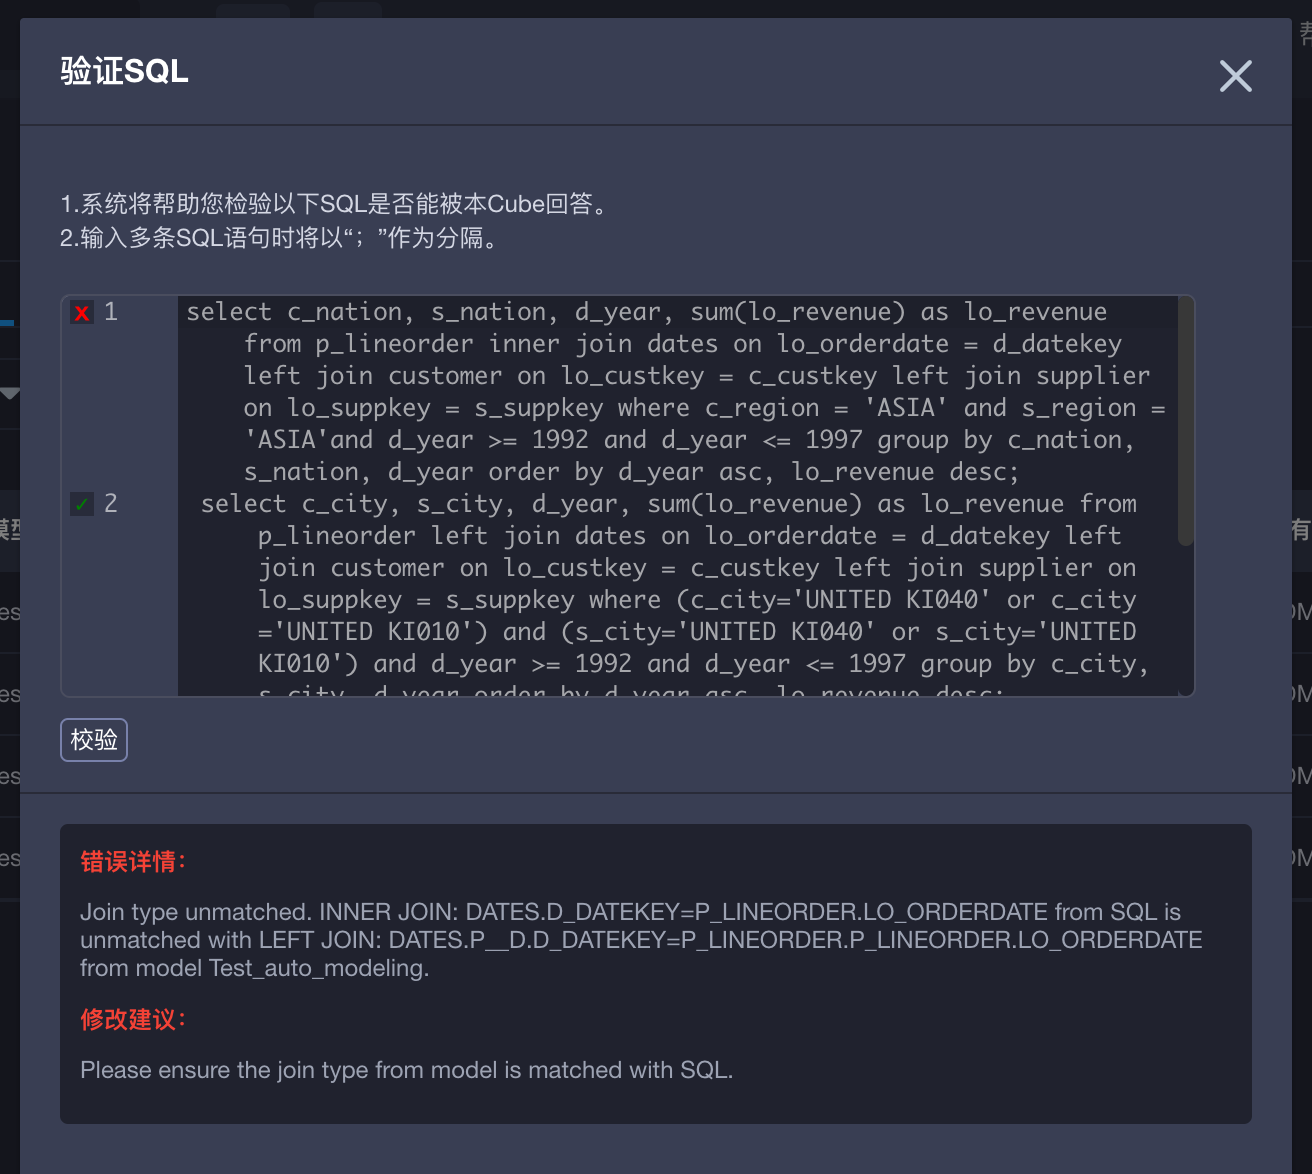 帮
验证SQL
1.系统将帮助您检验以下SQL是否能被本Cube回答。
2.输入多条SQL语句时将以“；”作为分隔。
x 1 select c_nation, s_nation, d_year, sum(lo_revenue) as lo_revenue
from p_lineorder inner join dates on lo_orderdate = d_datekey
left join customer on lo_custkey = c_custkey left join supplier
on lo_suppkey = s_suppkey where c_region = 'ASIA' and s_region =
'ASIA'and d_year >= 1992 and d_year <= 1997 group by c_nation,
s_nation, d_year order by d_year asc, lo_revenue desc;
✓ 2 select c_city, s_city, d_year, sum(lo_revenue) as lo_revenue from
p_lineorder left join dates on lo_orderdate = d_datekey left
join customer on lo_custkey = c_custkey left join supplier on
lo_suppkey = s_suppkey where (c_city='UNITED KI040' or c_city
='UNITED KI010') and (s_city='UNITED KI040' or s_city='UNITED
KI010') and d_year >= 1992 and d_year <= 1997 group by c_city,
s_city, d_year order by d_year asc, lo_revenue desc;
校验
错误详情：
Join type unmatched. INNER JOIN: DATES.D_DATEKEY=P_LINEORDER.LO_ORDERDATE from SQL is
unmatched with LEFT JOIN: DATES.P__D.D_DATEKEY=P_LINEORDER.P_LINEORDER.LO_ORDERDATE
from model Test_auto_modeling.
修改建议：
Please ensure the join type from model is matched with SQL.